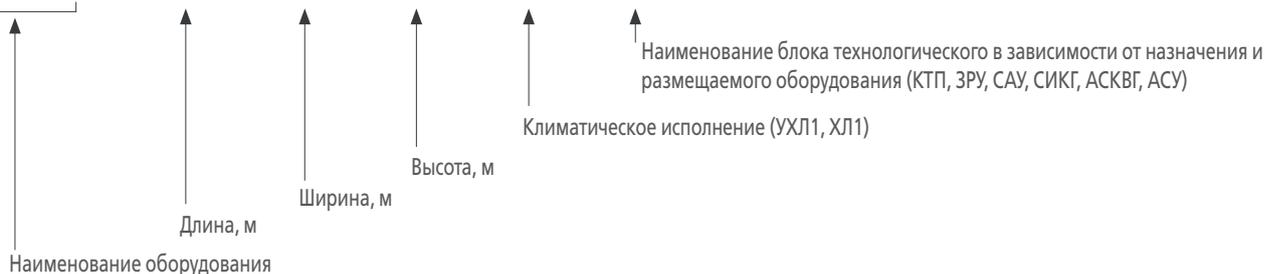 Наименование блока технологического в зависимости от назначения и
размещаемого оборудования (КТП, ЗРУ, САУ, СИКГ, АСКВГ, АСУ)
Климатическое исполнение (УХЛ1, ХЛ1)
Высота, м
Ширина, м
Длина, м
Наименование оборудования